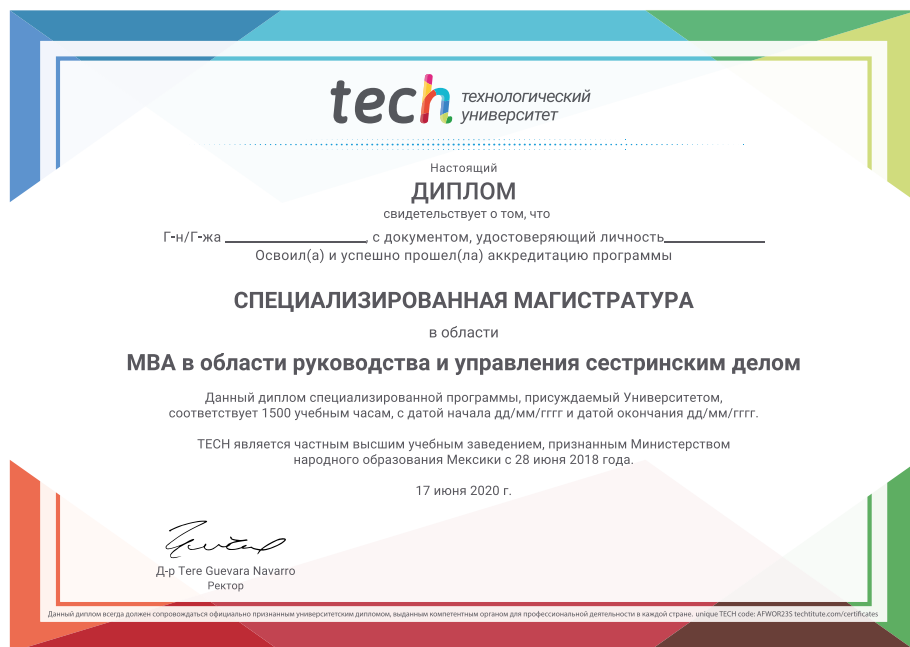 tech технологический
университет
Настоящий
ДИПЛОМ
свидетельствует о том, что
Г-н/Г-жа ____________________, с документом, удостоверяющий личность______________
Освоил(а) и успешно прошел(ла) аккредитацию программы
СПЕЦИАЛИЗИРОВАННАЯ МАГИСТРАТУРА
в области
MBA в области руководства и управления сестринским делом
Данный диплом специализированной программы, присуждаемый Университетом,
соответствует 1500 учебным часам, с датой начала дд/мм/гггг и датой окончания дд/мм/гггг.
TECH является частным высшим учебным заведением, признанным Министерством
народного образования Мексики с 28 июня 2018 года.
17 июня 2020 г.
Д-р Tere Guevara Navarro
Ректор
Данный диплом всегда должен сопровождаться официально признанным университетским дипломом, выданным компетентным органом для профессиональной деятельности в каждой стране. unique TECH code: AFWOR23S techtitute.com/certificates